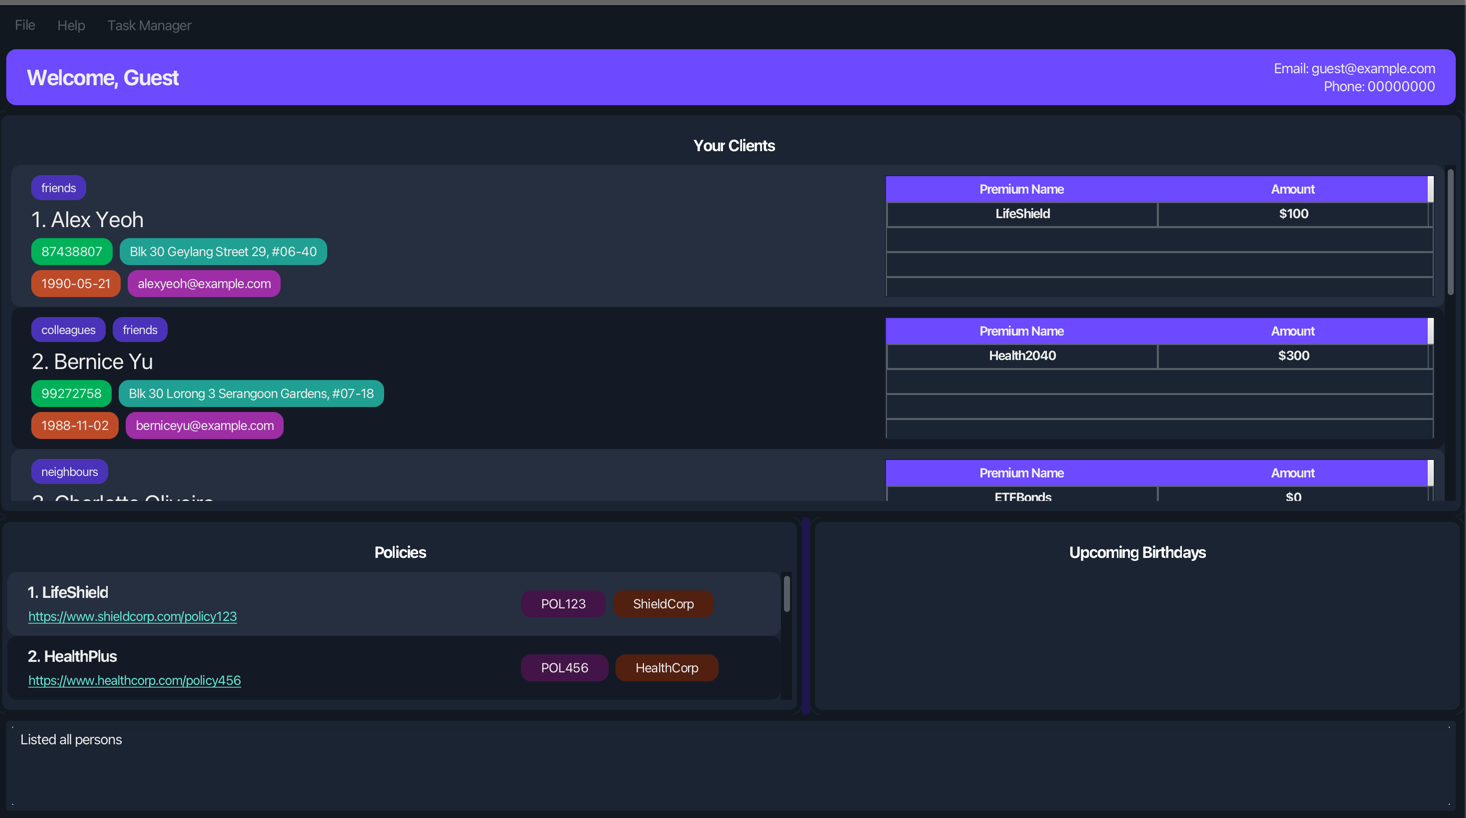 File Help Task Manager
Welcome, Guest
Email: guest@example.com
Phone: 00000000
Your Clients
friends
1. Alex Yeoh
87438807 Blk 30 Geylang Street 29, #06-40
1990-05-21 alexyeoh@example.com
Premium Name Amount
LifeShield $100
colleagues friends
2. Bernice Yu
99272758 Blk 30 Lorong 3 Serangoon Gardens, #07-18
1988-11-02 berniceyu@example.com
Premium Name Amount
Health2040 $300
neighbours
3. Charlotte Oliveiro
Premium Name Amount
ETFBonds $0
Policies
1. LifeShield
https://www.shieldcorp.com/policy123
POL123 ShieldCorp
2. HealthPlus
https://www.healthcorp.com/policy456
POL456 HealthCorp
Upcoming Birthdays
Listed all persons